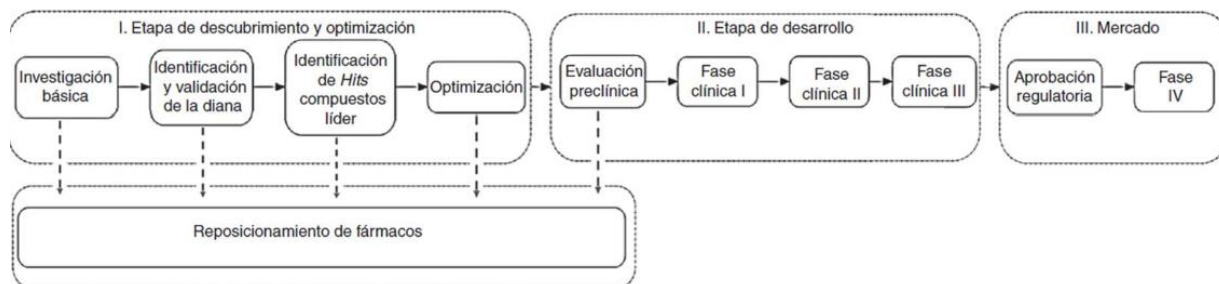 I. Etapa de descubrimiento y optimización
Investigación
básica
Identificación
y validación
de la diana
Identificación
de Hits
compuestos
líder
Optimización
II. Etapa de desarrollo
Evaluación
preclínica
Fase
clínica I
Fase
clínica II
Fase
clínica III
III. Mercado
Aprobación
regulatoria
Fase
IV
Reposicionamiento de fármacos